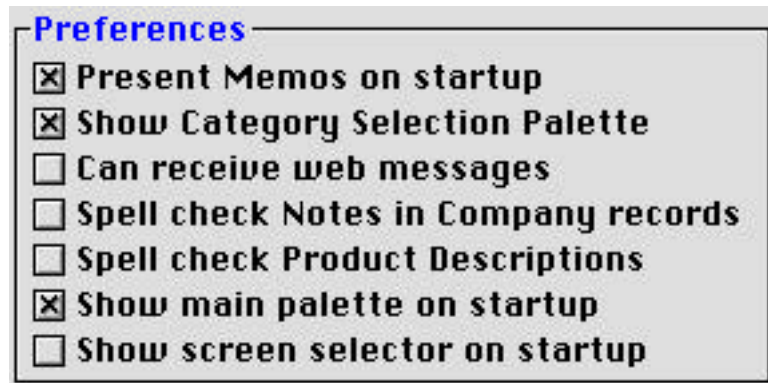 Preferences
Present Memos on startup
Show Category Selection Palette
Can receive web messages
Spell check Notes in Company records
Spell check Product Descriptions
Show main palette on startup
Show screen selector on startup